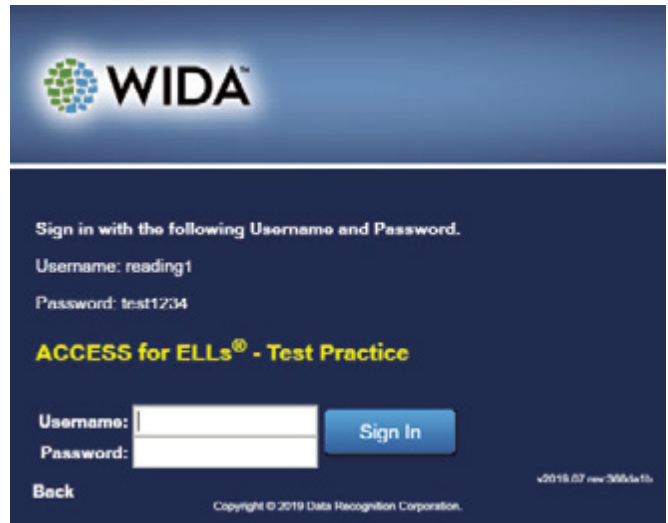 WIDA
Sign in with the following Username and Password.
Username: reading1
Password: test1234
ACCESS for ELLs® - Test Practice
Username:
Sign In
Password:
Back
Copyright © 2019 Data Recognition Corporation.